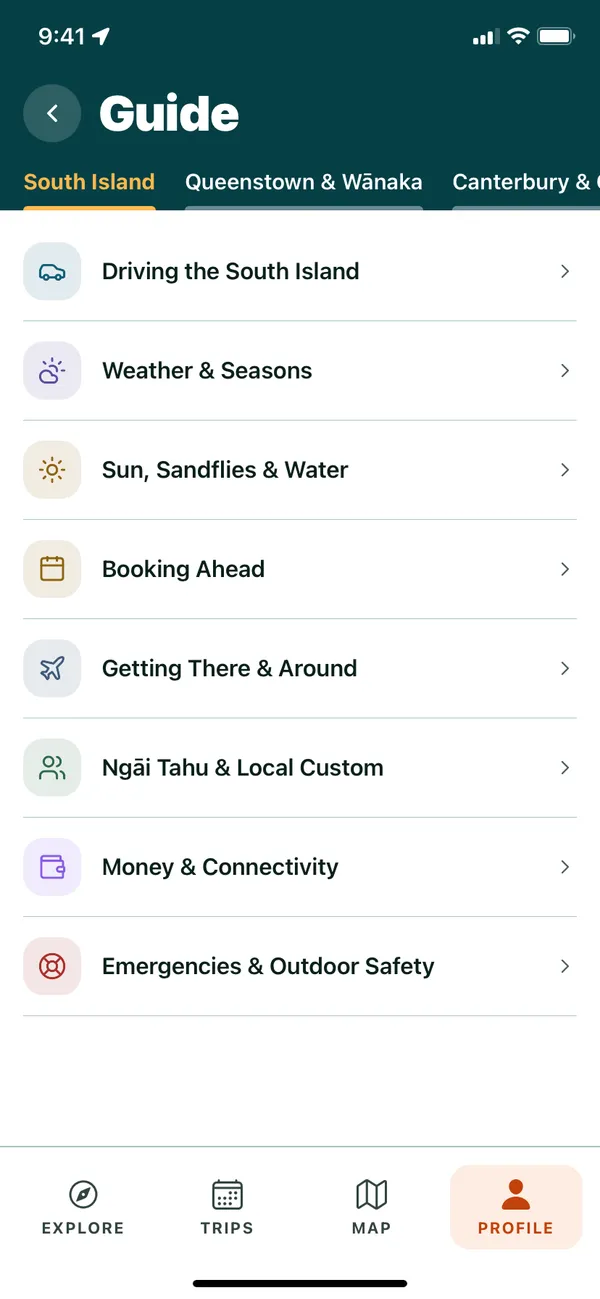 9:41
Guide
South Island
Queenstown & Wānaka
Canterbury &
Driving the South Island
Weather & Seasons
Sun, Sandflies & Water
Booking Ahead
Getting There & Around
Ngāi Tahu & Local Custom
Money & Connectivity
Emergencies & Outdoor Safety
EXPLORE
TRIPS
MAP
PROFILE